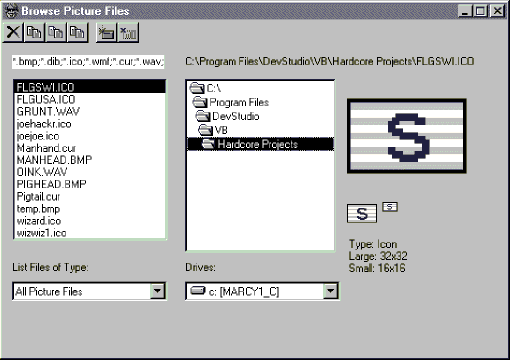 Browse Picture Files
*.bmp;*.dib;*.ico;*.wmf;*.cur;*.wav;
C:\Program Files\DevStudio\VB\Hardcore Projects\FLGSWI.ICO
FLGSWI.ICO
FLGUSA.ICO
GRUNT.WAV
joehackr.ico
joejoe.ico
Manhand.cur
MANHEAD.BMP
OINK.WAV
PIGHEAD.BMP
Pigtail.cur
temp.bmp
wizard.ico
wizwiz1.ico
C:\
Program Files
DevStudio
VB
Hardcore Projects
S
S
S
Type: Icon
Large: 32x32
Small: 16x16
List Files of Type:
All Picture Files
Drives:
c: [MARCY1_C]